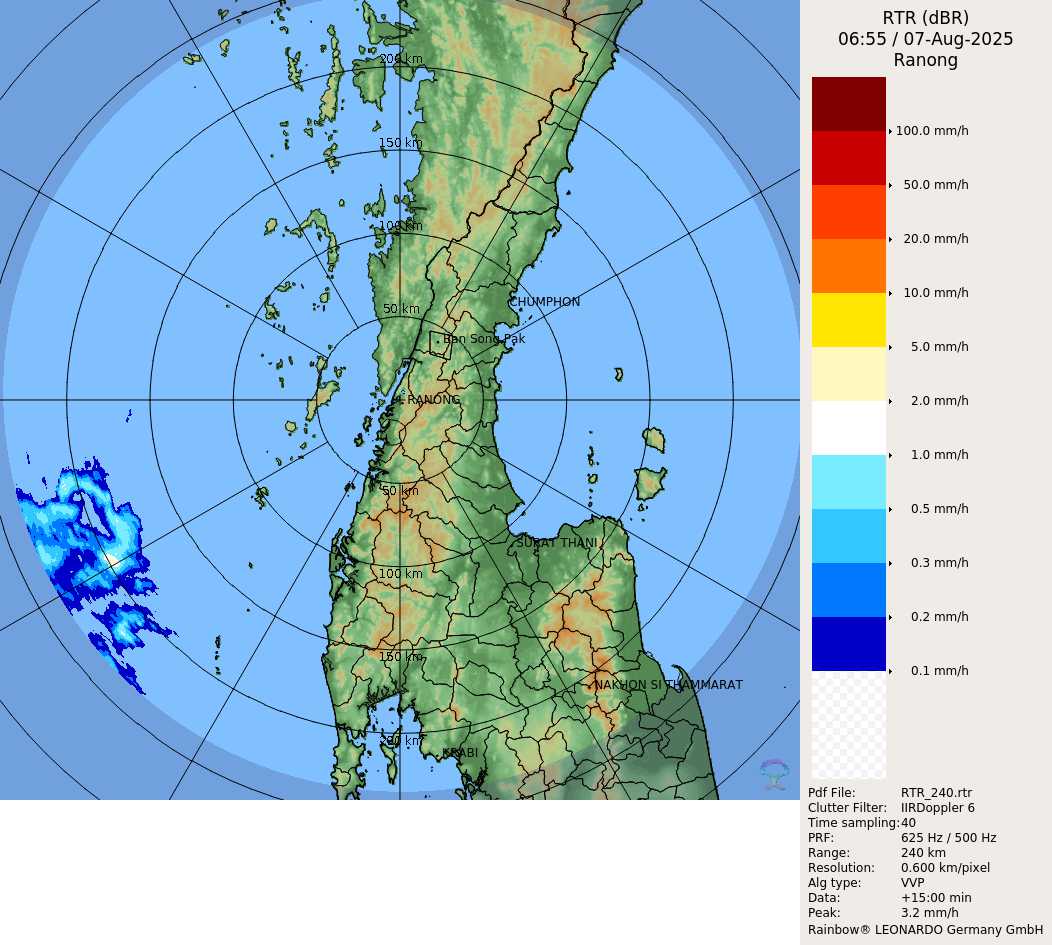 RTR (dBR)
06:55 / 07-Aug-2025
Ranong
100.0 mm/h
50.0 mm/h
20.0 mm/h
10.0 mm/h
5.0 mm/h
2.0 mm/h
1.0 mm/h
0.5 mm/h
0.3 mm/h
0.2 mm/h
0.1 mm/h
200 km
150 km
100 km
50 km
CHUMPHON
Ban Song Pak
RANONG
50 km
SURAT THANI
100 km
150 km
NAKHON SI THAMMARAT
200 km
KRABI
Pdf File: RTR_240.rtr
Clutter Filter: IIRDoppler 6
Time sampling:40
PRF: 625 Hz / 500 Hz
Range: 240 km
Resolution: 0.600 km/pixel
Alg type: VVP
Data: +15:00 min
Peak: 3.2 mm/h
Rainbow® LEONARDO Germany GmbH